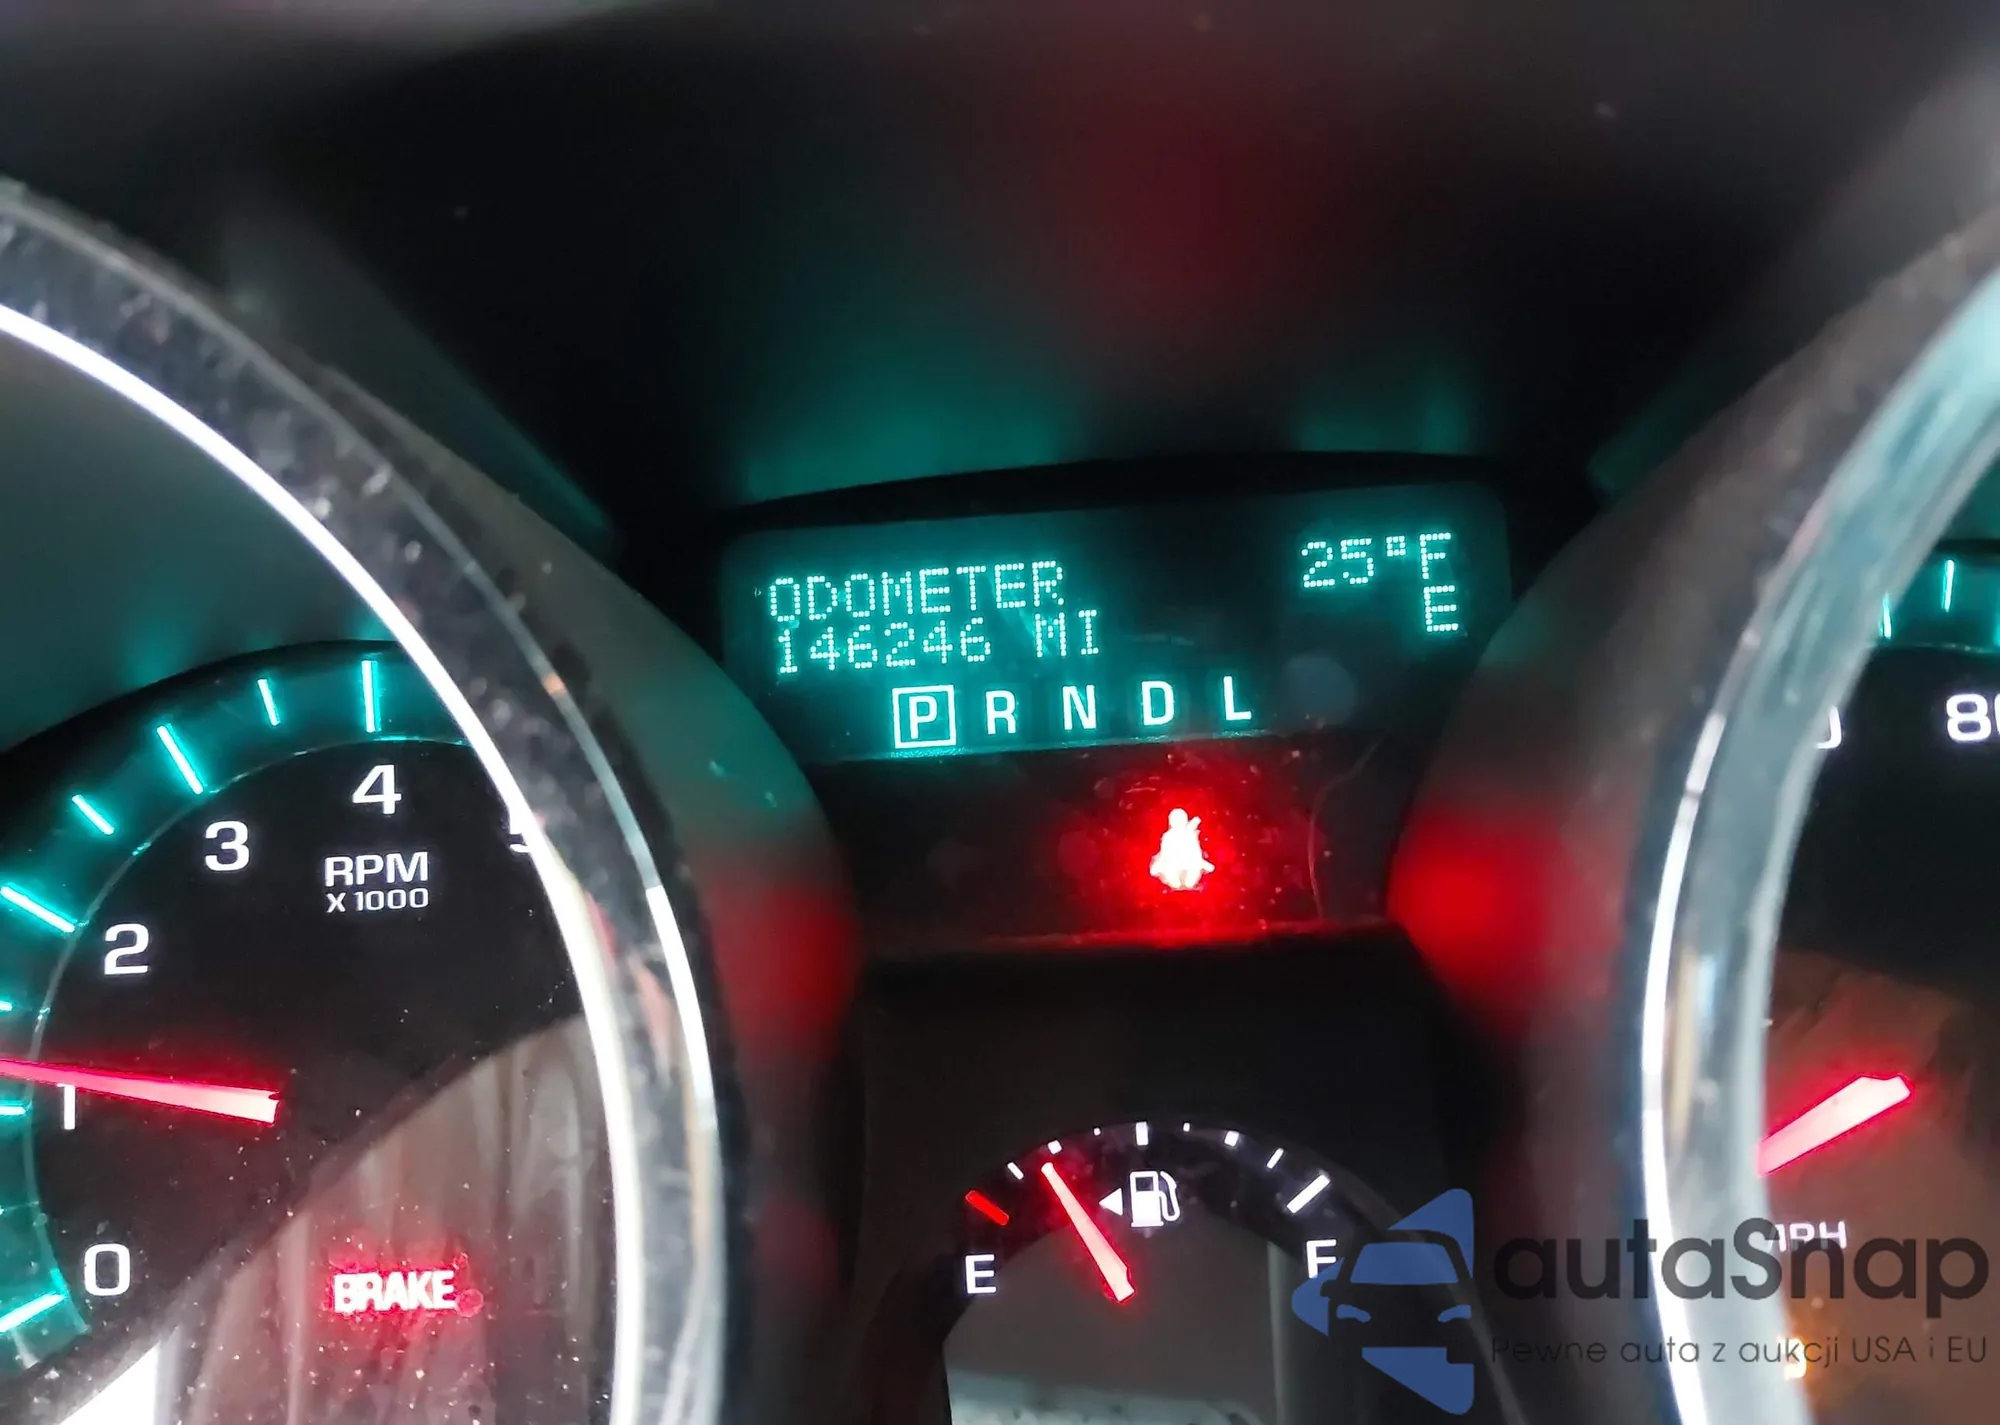 ODOMETER
25°F
146246 MI
E
P R N D L
80
4
3
RPM
X 1000
2
1
0
BRAKE
E
F
MPH
autaSnap
Pewne auta z aukcji USA i EU